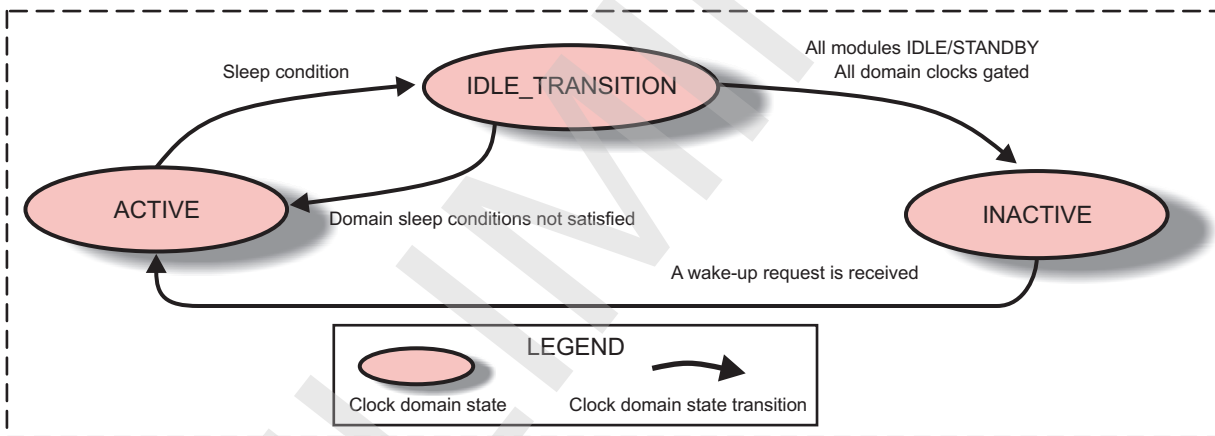 All modules IDLE/STANDBY
All domain clocks gated
Sleep condition
IDLE_TRANSITION
ACTIVE
Domain sleep conditions not satisfied
INACTIVE
A wake-up request is received
LEGEND
Clock domain state
Clock domain state transition